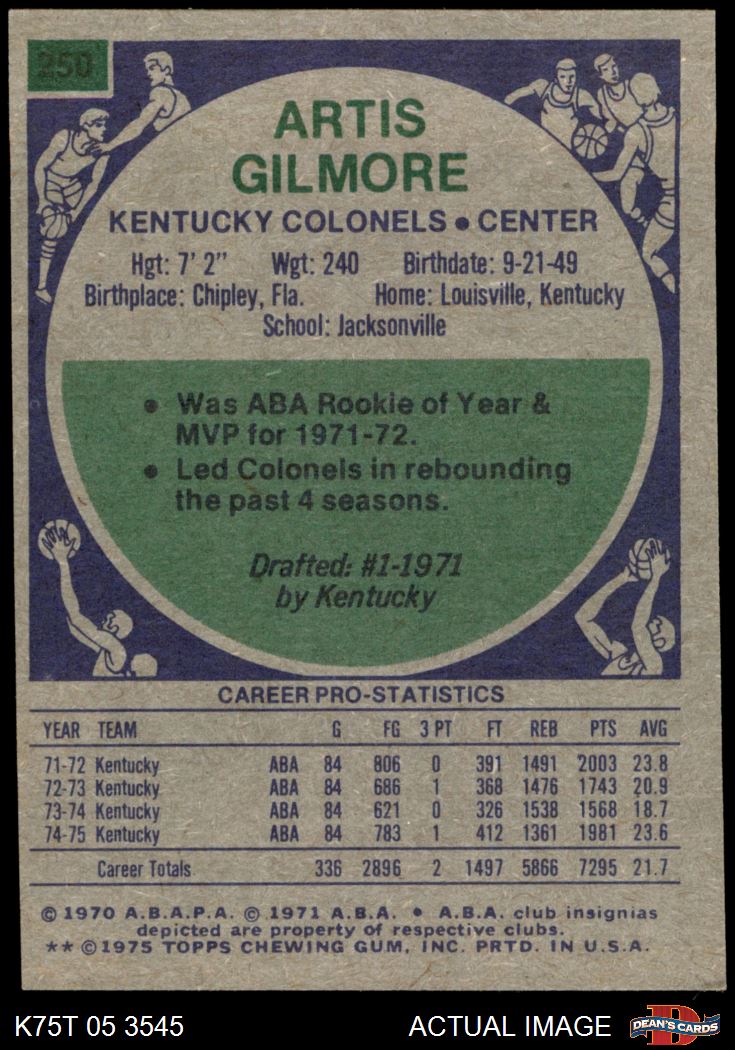 250
ARTIS
GILMORE
KENTUCKY COLONELS • CENTER
Hgt: 7' 2" Wgt: 240 Birthdate: 9-21-49
Birthplace: Chipley, Fla. Home: Louisville, Kentucky
School: Jacksonville
• Was ABA Rookie of Year &
MVP for 1971-72.
• Led Colonels in rebounding
the past 4 seasons.
Drafted: #1-1971
by Kentucky
CAREER PRO-STATISTICS
YEAR TEAM G FG 3 PT FT REB PTS AVG
71-72 Kentucky ABA 84 806 0 391 1491 2003 23.8
72-73 Kentucky ABA 84 686 1 368 1476 1743 20.9
73-74 Kentucky ABA 84 621 0 326 1538 1568 18.7
74-75 Kentucky ABA 84 783 1 412 1361 1981 23.6
Career Totals 336 2896 2 1497 5866 7295 21.7
© 1970 A.B.A.P.A. © 1971 A.B.A. • A.B.A. club insignias
depicted are property of respective clubs.
** © 1975 TOPPS CHEWING GUM, INC. PRTD. IN U.S.A.
K75T 05 3545 ACTUAL IMAGE DEAN'S CARDS